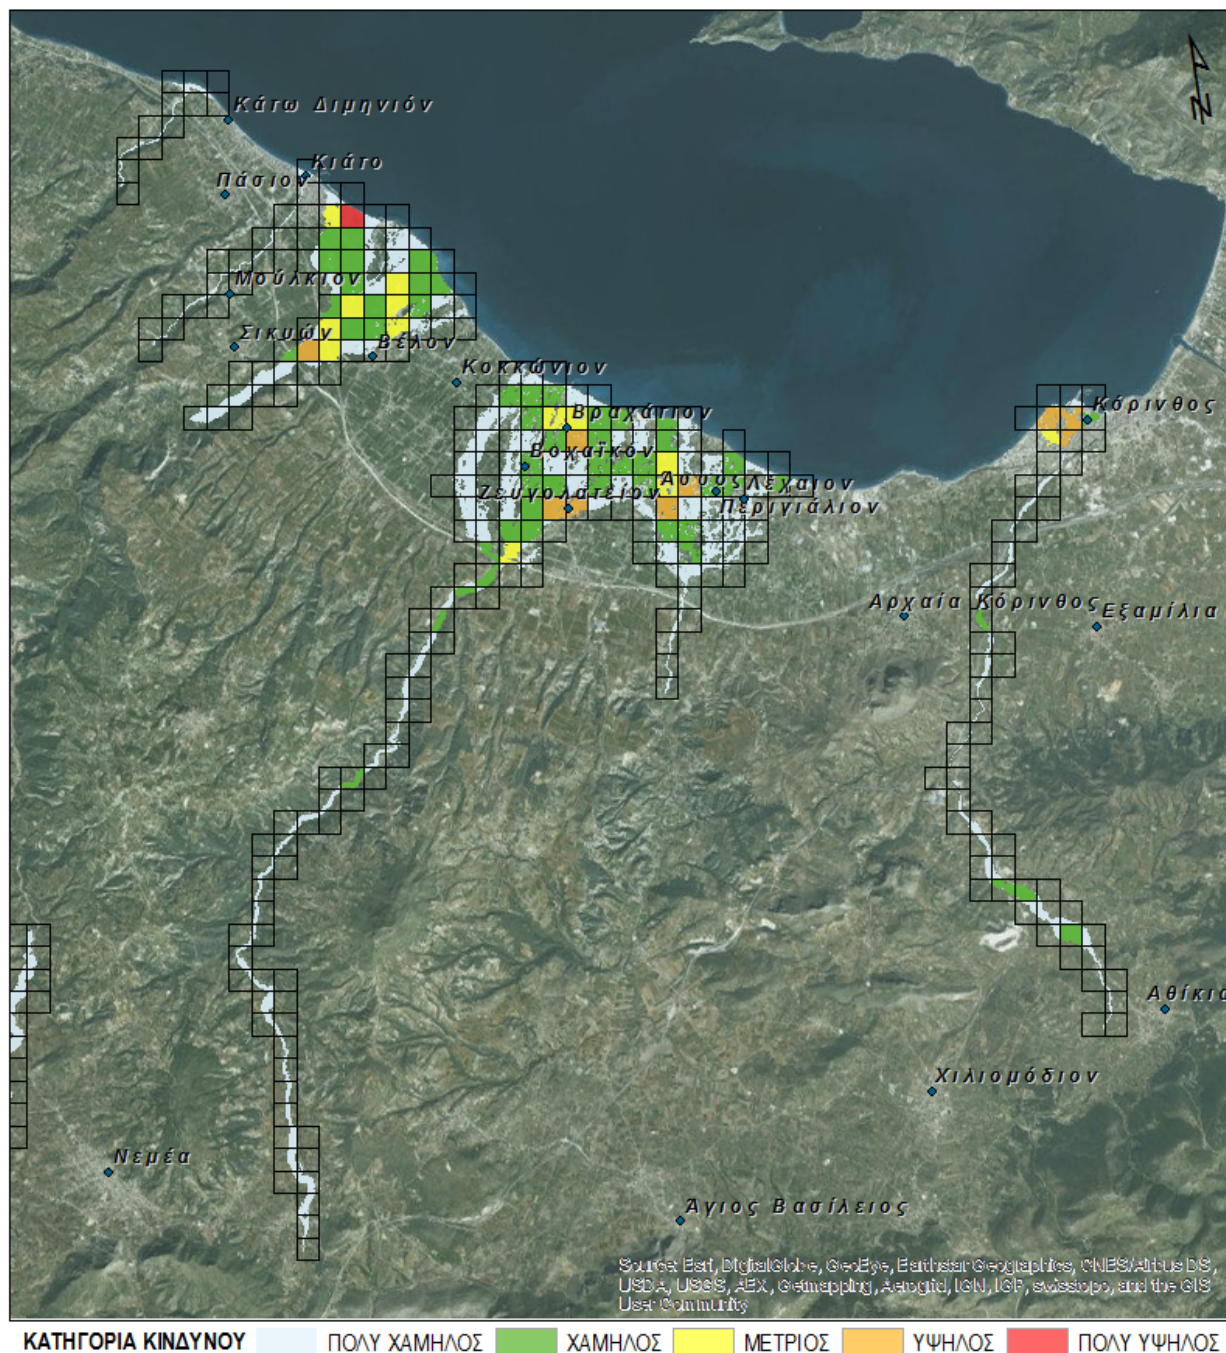 Κάτω Διμηνιόν
Κιάτο
Πάσιον
Μούλκιον
Σικυών
Βέλον
Κοκκώνιον
Βραχάτιον
Κόρινθος
Βοχαϊκόν
Ζευγολατείον
Άσσος
Λέχαιον
Περιγιάλιον
Αρχαία Κόρινθος
Εξαμίλια
Αθίκια
Χιλιομόδιον
Νεμέα
Άγιος Βασίλειος
Source: Esri, DigitalGlobe, GeoEye, Earthstar Geographics, CNES/Airbus DS,
USDA, USGS, AEX, Getmapping, Aerogrid, IGN, IGP, swisstopo, and the GIS
User Community
ΚΑΤΗΓΟΡΙΑ ΚΙΝΔΥΝΟΥ ΠΟΛΥ ΧΑΜΗΛΟΣ ΧΑΜΗΛΟΣ ΜΕΤΡΙΟΣ ΥΨΗΛΟΣ ΠΟΛΥ ΥΨΗΛΟΣ